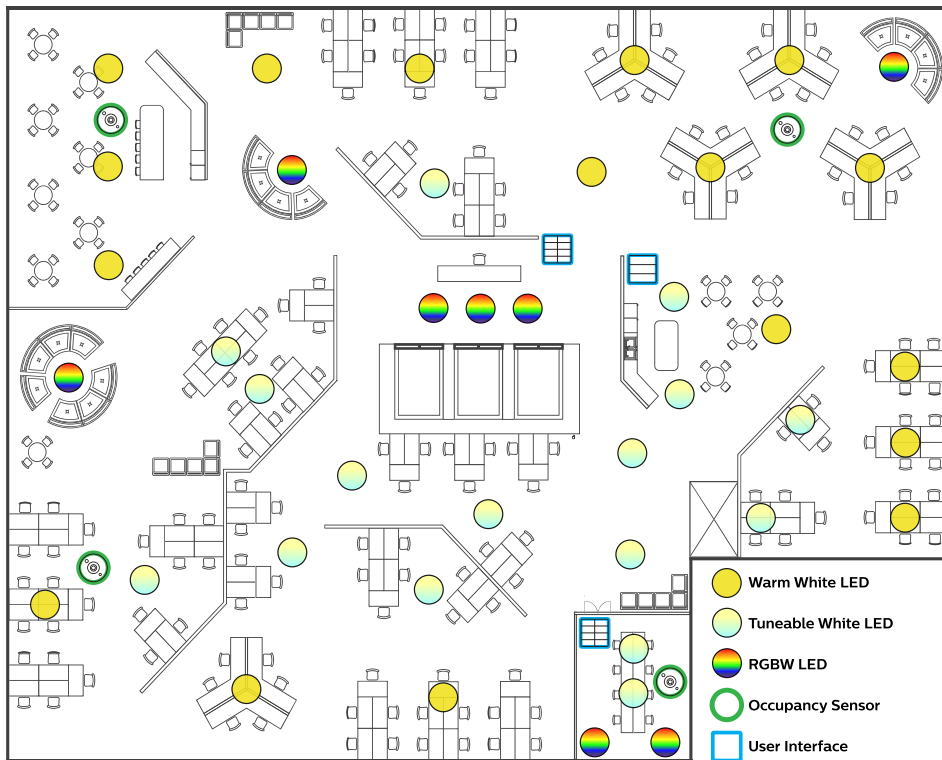 Warm White LED
Tuneable White LED
RGBW LED
Occupancy Sensor
User Interface